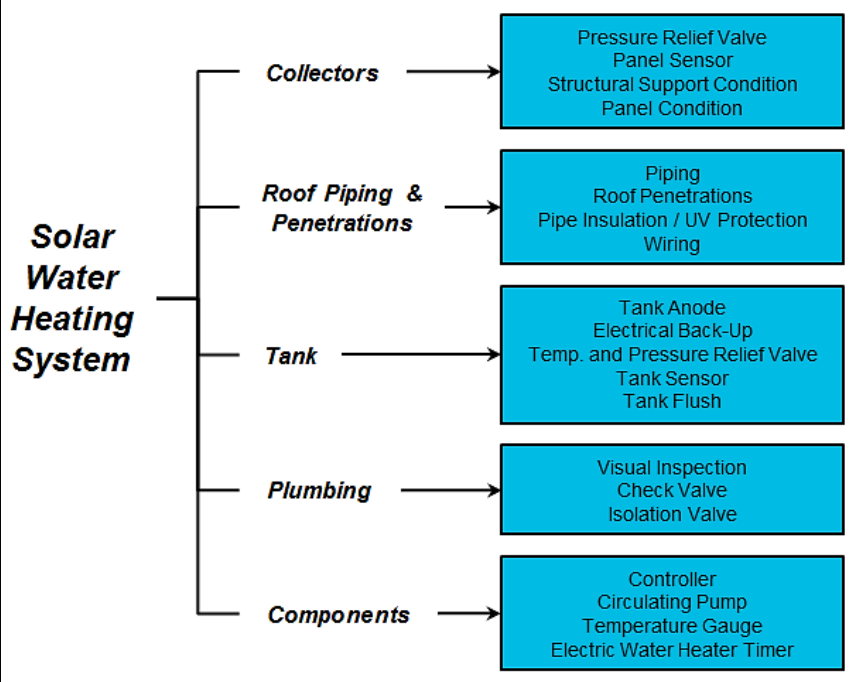 Solar
Water
Heating
System
Collectors
Pressure Relief Valve
Panel Sensor
Structural Support Condition
Panel Condition
Roof Piping &
Penetrations
Piping
Roof Penetrations
Pipe Insulation / UV Protection
Wiring
Tank
Tank Anode
Electrical Back-Up
Temp. and Pressure Relief Valve
Tank Sensor
Tank Flush
Plumbing
Visual Inspection
Check Valve
Isolation Valve
Components
Controller
Circulating Pump
Temperature Gauge
Electric Water Heater Timer